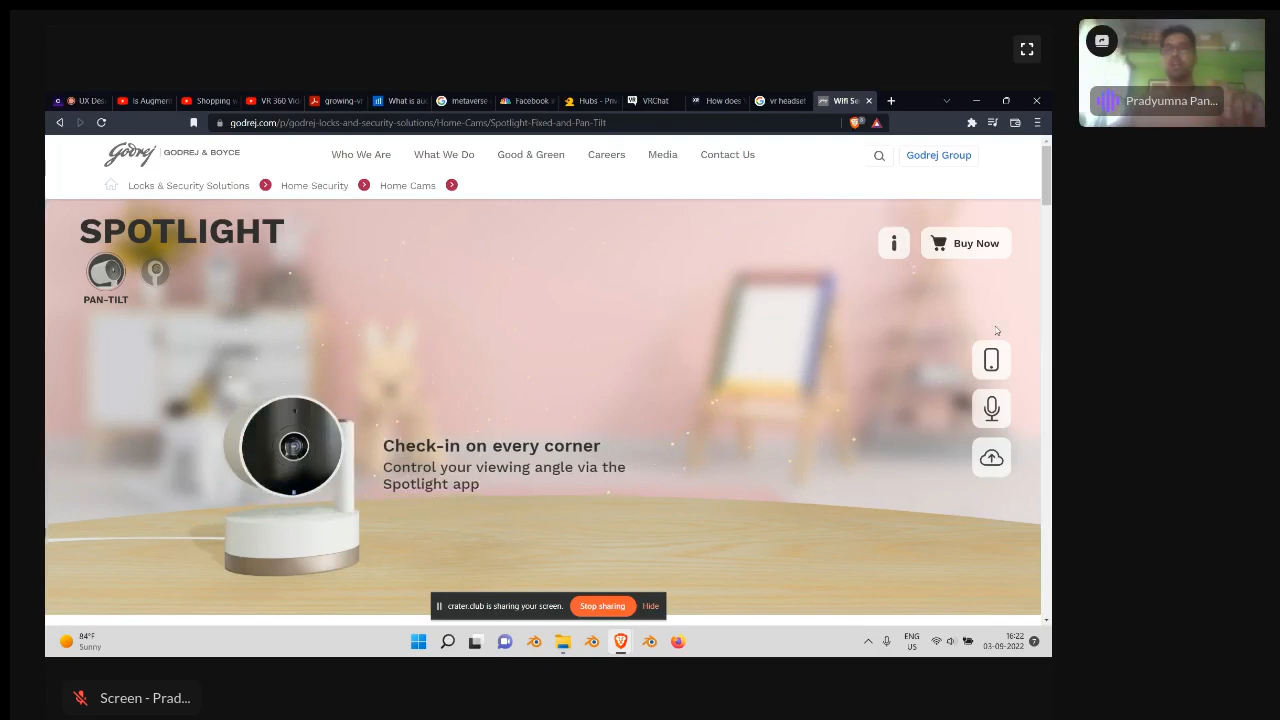 UX Des
Is Augmen
Shopping v
VR 360 Vid
growing-vi
What is au
metaverse
Facebook a
Hubs - Priv
VRChat
How does V
vr headset
Wifi Se
godrej.com/p/godrej-locks-and-security-solutions/Home-Cams/Spotlight-Fixed-and-Pan-Tilt
Godrej GODREJ & BOYCE
Who We Are What We Do Good & Green Careers Media Contact Us
Godrej Group
Locks & Security Solutions Home Security Home Cams
SPOTLIGHT
PAN-TILT
Buy Now
Check-in on every corner
Control your viewing angle via the
Spotlight app
crater.club is sharing your screen. Stop sharing Hide
84°F
Sunny
ENG
US
16:22
03-09-2022
7
Screen - Prad...
Pradyumna Pan...